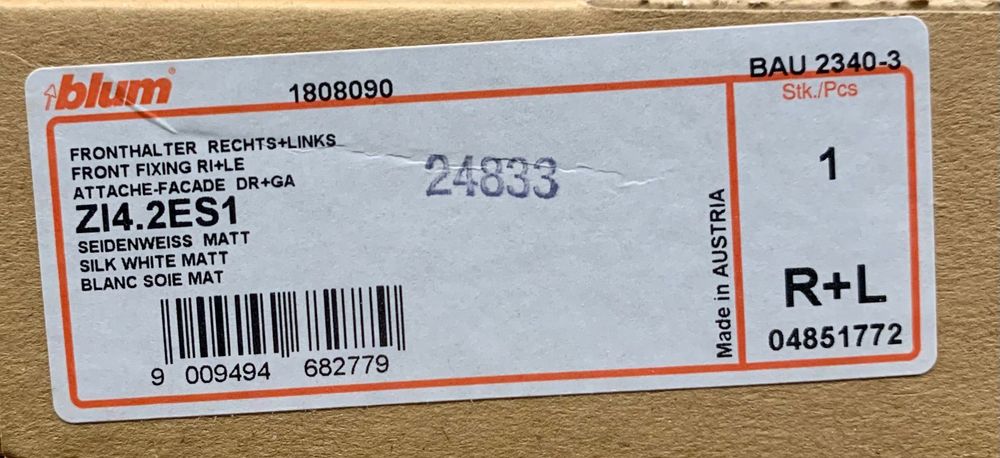 blum®
1808090
BAU 2340-3
Stk./Pcs
FRONTHALTER RECHTS+LINKS
FRONT FIXING RI+LE
ATTACHE-FACADE DR+GA
ZI4.2ES1
SEIDENWEISS MATT
SILK WHITE MATT
BLANC SOIE MAT
24833
9 009494 682779
Made in AUSTRIA
1
R+L
04851772